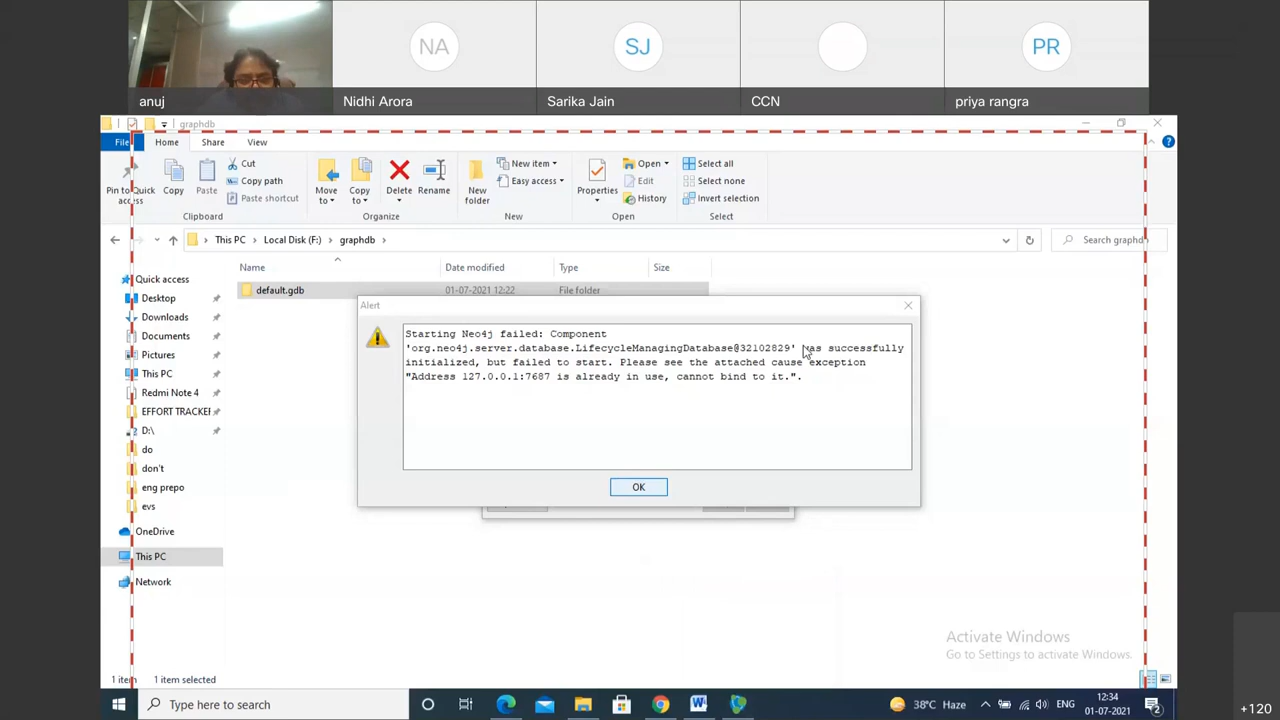 NA
SJ
PR
anuj
Nidhi Arora
Sarika Jain
CCN
priya rangra
graphdb
File
Home
Share
View
Pin to Quick access
Copy
Paste
Cut
Copy path
Paste shortcut
Clipboard
Move to
Copy to
Delete
Rename
Organize
New folder
New item
Easy access
New
Properties
Open
Edit
History
Open
Select all
Select none
Invert selection
Select
This PC > Local Disk (F:) > graphdb >
Search graphd
Name
Date modified
Type
Size
default.gdb
01-07-2021 12:22
File folder
Quick access
Desktop
Downloads
Documents
Pictures
This PC
Redmi Note 4
EFFORT TRACKER
D:\
do
don't
eng prepo
evs
OneDrive
This PC
Network
Alert
Starting Neo4j failed: Component
'org.neo4j.server.database.LifecycleManagingDatabase@32102829' was successfully
initialized, but failed to start. Please see the attached cause exception
"Address 127.0.0.1:7687 is already in use, cannot bind to it.".
OK
Activate Windows
Go to Settings to activate Windows.
1 item
1 item selected
Type here to search
38°C Haze
ENG
12:34
01-07-2021
2
+120